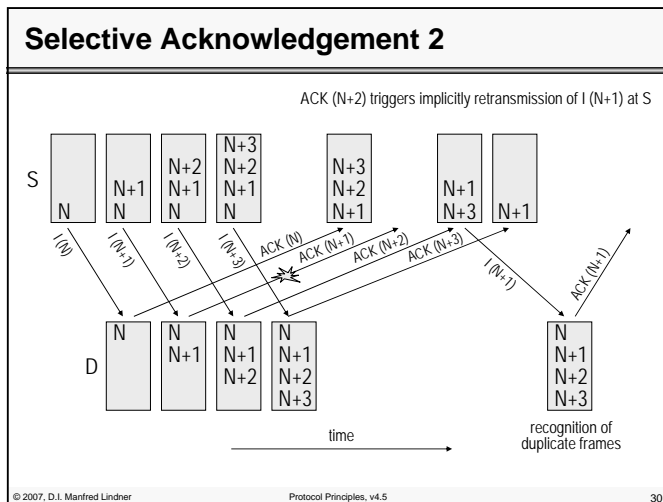 Selective Acknowledgement 2
ACK (N+2) triggers implicitly retransmission of I (N+1) at S
S
N
N+1
N
N+2
N+1
N
N+3
N+2
N+1
N
N+3
N+2
N+1
N+1
N+3
N+1
I (N)
I (N+1)
I (N+2)
I (N+3)
ACK (N)
ACK (N+1)
ACK (N+2)
ACK (N+3)
I (N+1)
ACK (N+1)
D
N
N
N+1
N
N+1
N+2
N
N+1
N+2
N+3
N
N+1
N+2
N+3
recognition of
duplicate frames
time
© 2007, D.I. Manfred Lindner
Protocol Principles, v4.5
30